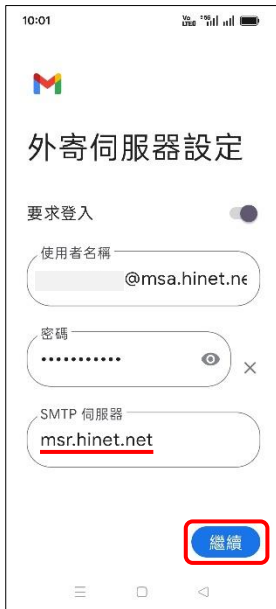 10:01
外寄伺服器設定
要求登入
使用者名稱
@msa.hinet.ne
密碼
•••••••••••
SMTP 伺服器
msr.hinet.net
繼續